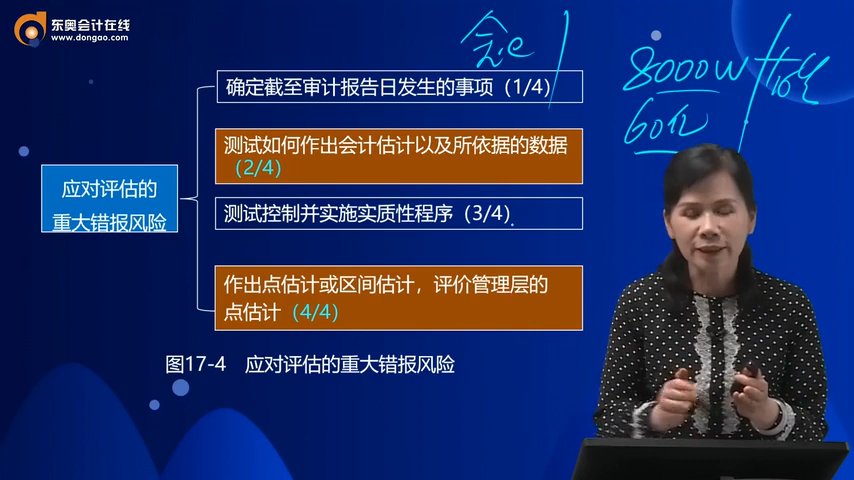 东奥会计在线
www.dongao.com
确定截至审计报告日发生的事项（1/4）
测试如何作出会计估计以及所依据的数据
（2/4）
应对评估的
重大错报风险
测试控制并实施实质性程序（3/4）
作出点估计或区间估计，评价管理层的
点估计（4/4）
图17-4 应对评估的重大错报风险
8000W
60亿